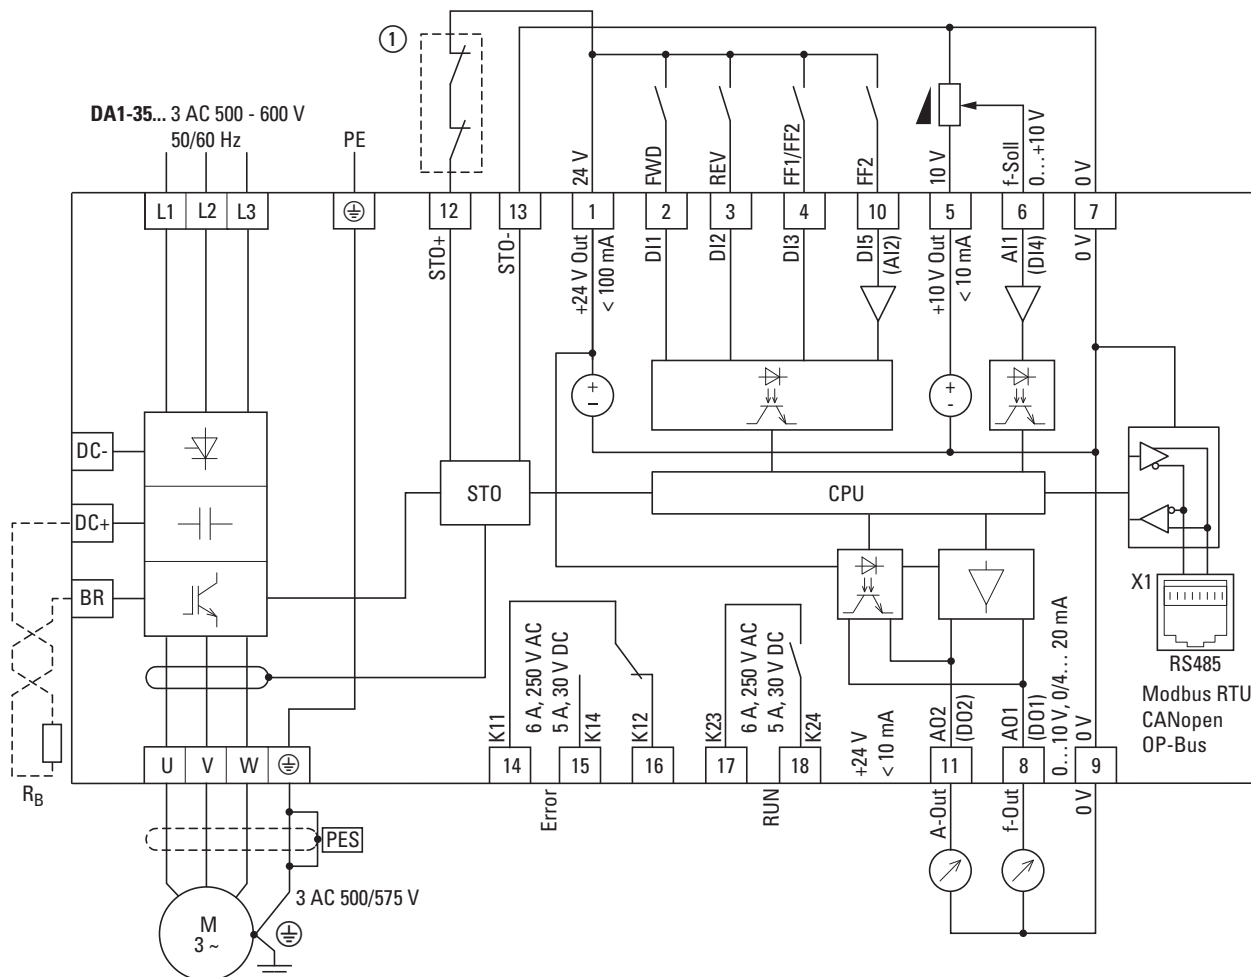 ①
DA1-35... 3 AC 500 - 600 V
50/60 Hz
PE
24 V
FWD
REV
FF1/FF2
FF2
10 V
f-Soll
0…+10 V
0 V
L1
L2
L3
12
13
1
2
3
4
10
5
6
7
STO+
STO-
+24 V Out
< 100 mA
DI1
DI2
DI3
DI5
(AI2)
+10 V Out
< 10 mA
AI1
(DI4)
0 V
+
–
+
-
DC-
DC+
BR
STO
CPU
X1
RS485
Modbus RTU
CANopen
OP-Bus
K11
6 A, 250 V AC
5 A, 30 V DC
K14
K12
K23
6 A, 250 V AC
5 A, 30 V DC
K24
+24 V
< 10 mA
AO2
(DO2)
AO1
(DO1)
0…10 V, 0/4… 20 mA
0 V
U
V
W
14
15
16
17
18
11
8
9
RB
Error
RUN
A-Out
f-Out
0 V
PES
3 AC 500/575 V
M
3 ~